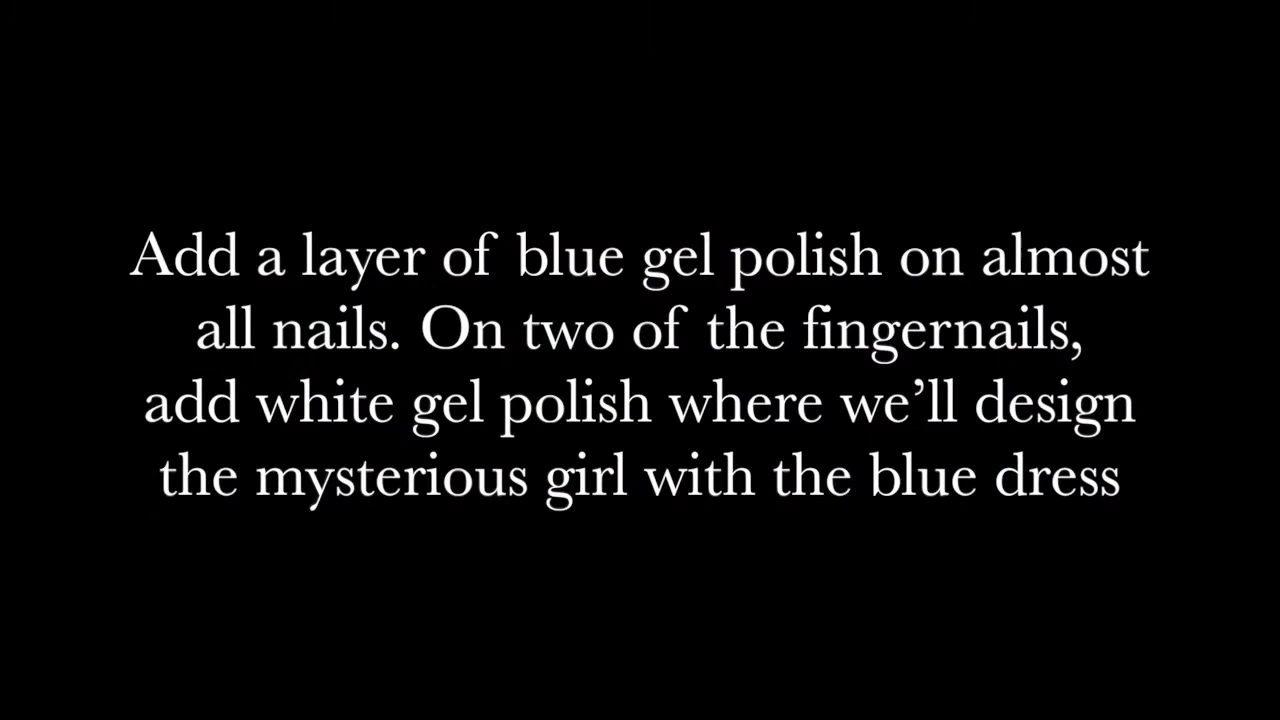 Add a layer of blue gel polish on almost
all nails. On two of the fingernails,
add white gel polish where we’ll design
the mysterious girl with the blue dress